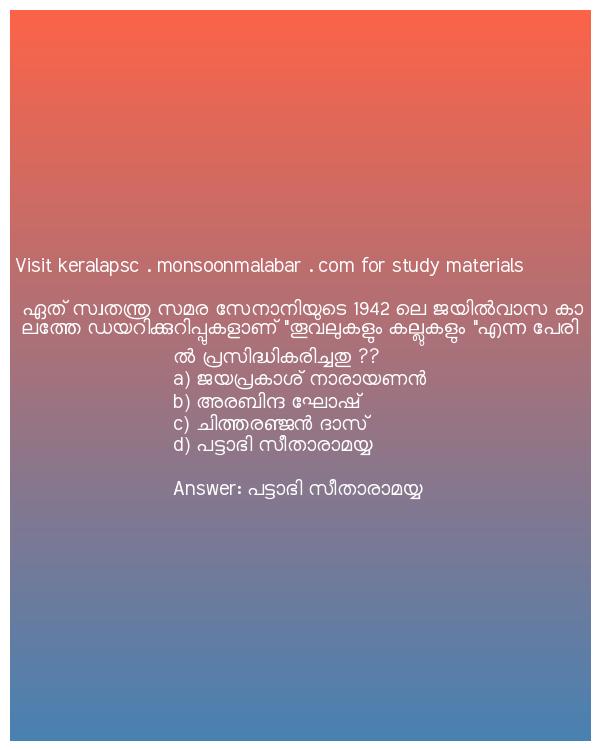 Visit keralapsc . monsoonmalabar . com for study materials
ഏത് സ്വതന്ത്ര സമര സേനാനിയുടെ 1942 ലെ ജയിൽവാസ കാ
ലത്തേ ഡയറിക്കുറിപ്പുകളാണ് "തൂവലുകളും കല്ലുകളും "എന്ന പേരി
ൽ പ്രസിദ്ധികരിച്ചതു ??
a) ജയപ്രകാശ് നാരായണൻ
b) അരബിന്ദ ഘോഷ്
c) ചിത്തരഞ്ജൻ ദാസ്
d) പട്ടാഭി സീതാരാമയ്യ
Answer: പട്ടാഭി സീതാരാമയ്യ